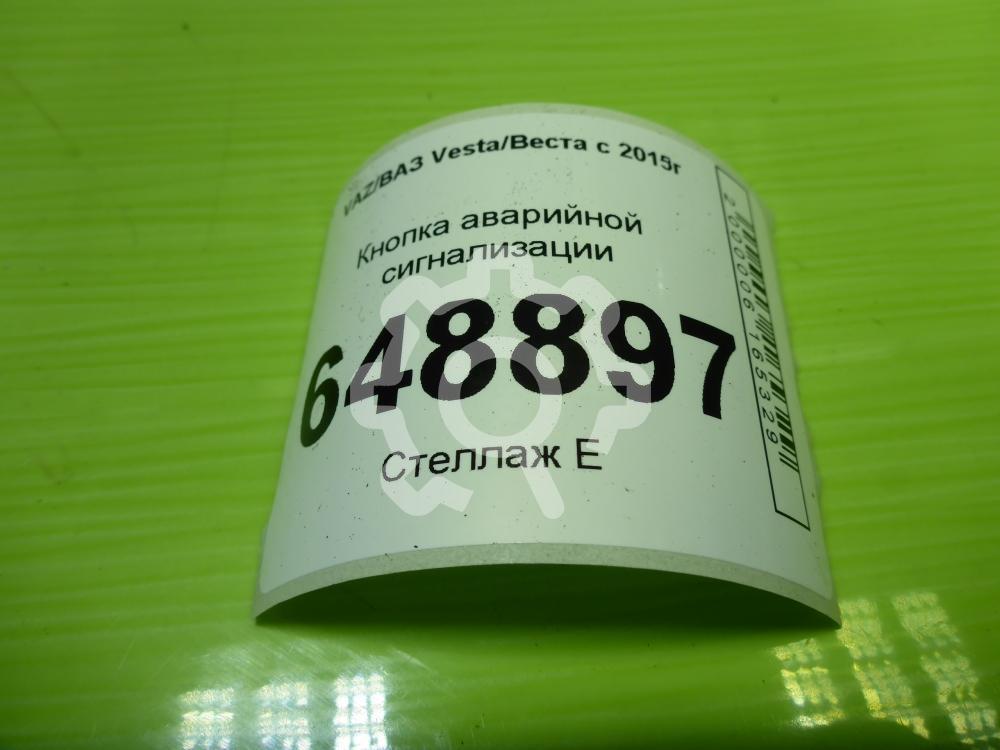 VAZ/ВАЗ Vesta/Веста с 2015г
Кнопка аварийной
сигнализации
648897
Стеллаж Е
2000006165329